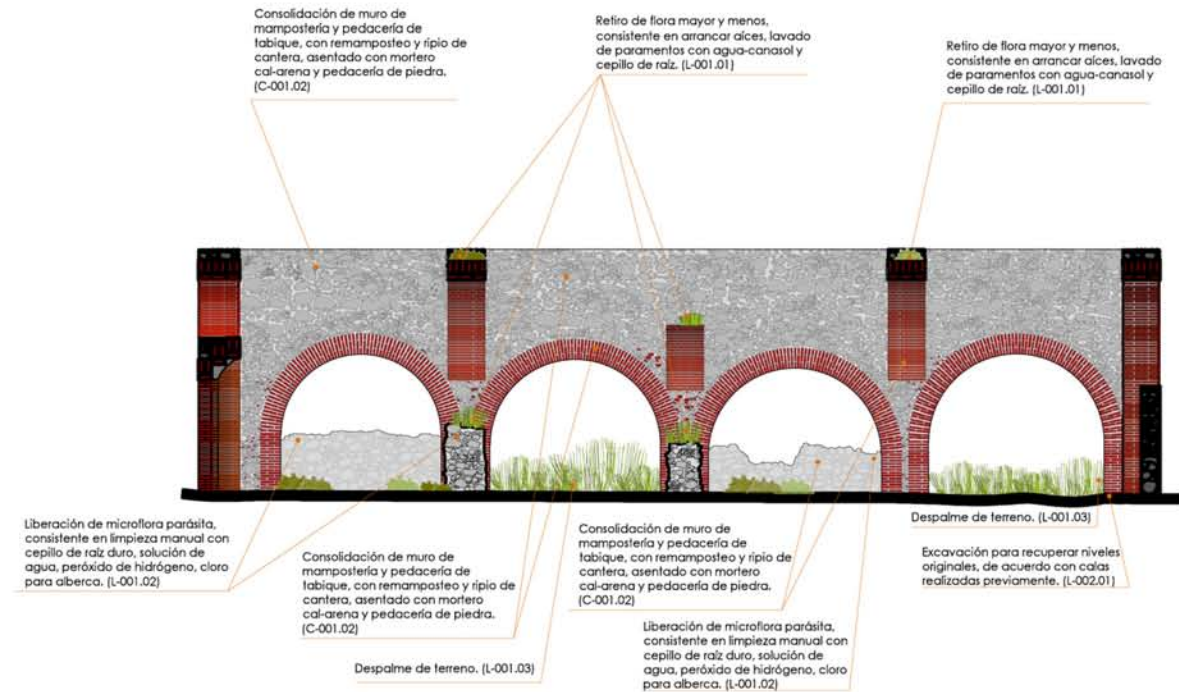 Consolidación de muro de
mampostería y pedacería de
tabique, con remamposteo y ripio de
cantera, asentado con mortero
cal-arena y pedacería de piedra.
(C-001.02)
Retiro de flora mayor y menos,
consistente en arrancar aíces, lavado
de paramentos con agua-canasol y
cepillo de raíz. (L-001.01)
Retiro de flora mayor y menos,
consistente en arrancar aíces, lavado
de paramentos con agua-canasol y
cepillo de raíz. (L-001.01)
Liberación de microflora parásita,
consistente en limpieza manual con
cepillo de raíz duro, solución de
agua, peróxido de hidrógeno, cloro
para alberca. (L-001.02)
Consolidación de muro de
mampostería y pedacería de
tabique, con remamposteo y ripio de
cantera, asentado con mortero
cal-arena y pedacería de piedra.
(C-001.02)
Despalme de terreno. (L-001.03)
Consolidación de muro de
mampostería y pedacería de
tabique, con remamposteo y ripio de
cantera, asentado con mortero
cal-arena y pedacería de piedra.
(C-001.02)
Liberación de microflora parásita,
consistente en limpieza manual con
cepillo de raíz duro, solución de
agua, peróxido de hidrógeno, cloro
para alberca. (L-001.02)
Despalme de terreno. (L-001.03)
Excavación para recuperar niveles
originales, de acuerdo con calas
realizadas previamente. (L-002.01)